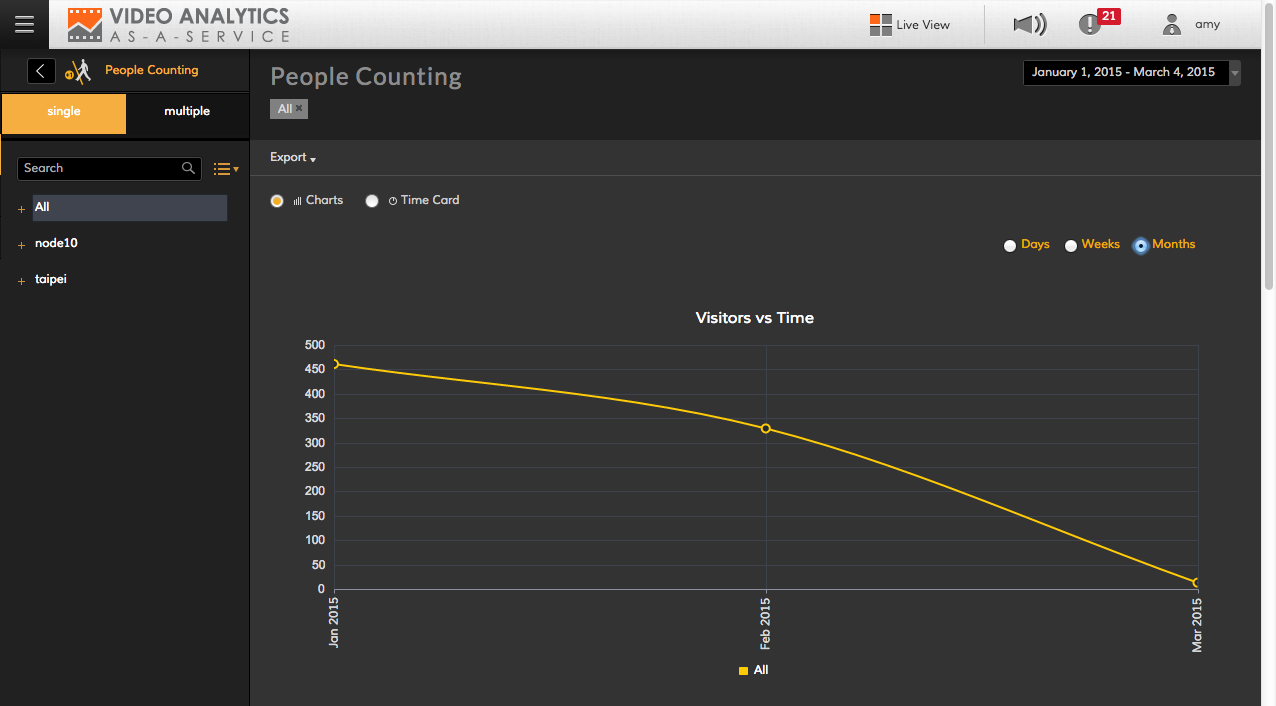 VIDEO ANALYTICS
AS-A-SERVICE
Live View
21
amy
People Counting
single
multiple
Search
All
node10
taipei
People Counting
All ×
January 1, 2015 - March 4, 2015
Export
Charts
Time Card
Days
Weeks
Months
Visitors vs Time
500
450
400
350
300
250
200
150
100
50
0
Jan 2015
Feb 2015
Mar 2015
All